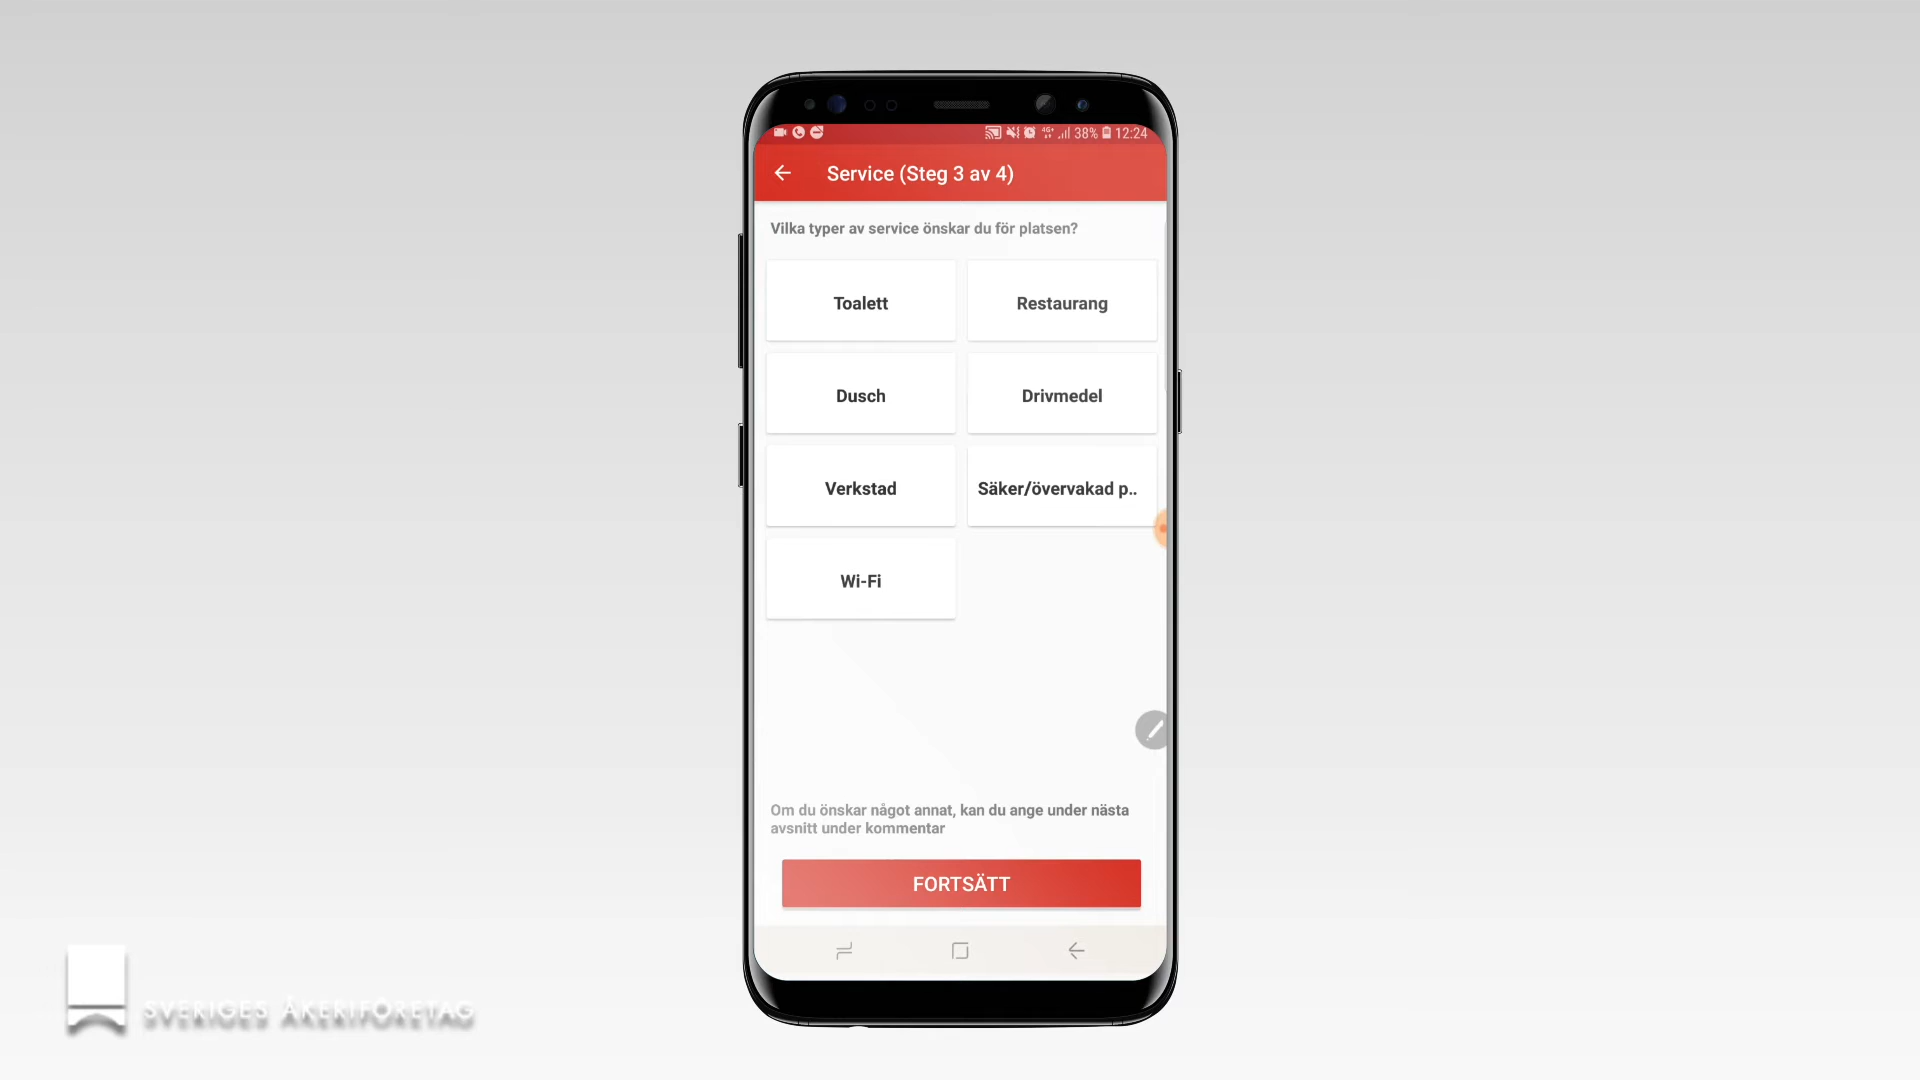 4G+ 38% 12:24
Service (Steg 3 av 4)
Vilka typer av service önskar du för platsen?
Toalett
Restaurang
Dusch
Drivmedel
Verkstad
Säker/övervakad p..
Wi-Fi
Om du önskar något annat, kan du ange under nästa
avsnitt under kommentar
FORTSÄTT
SVERIGES ÅKERIFÖRETAG